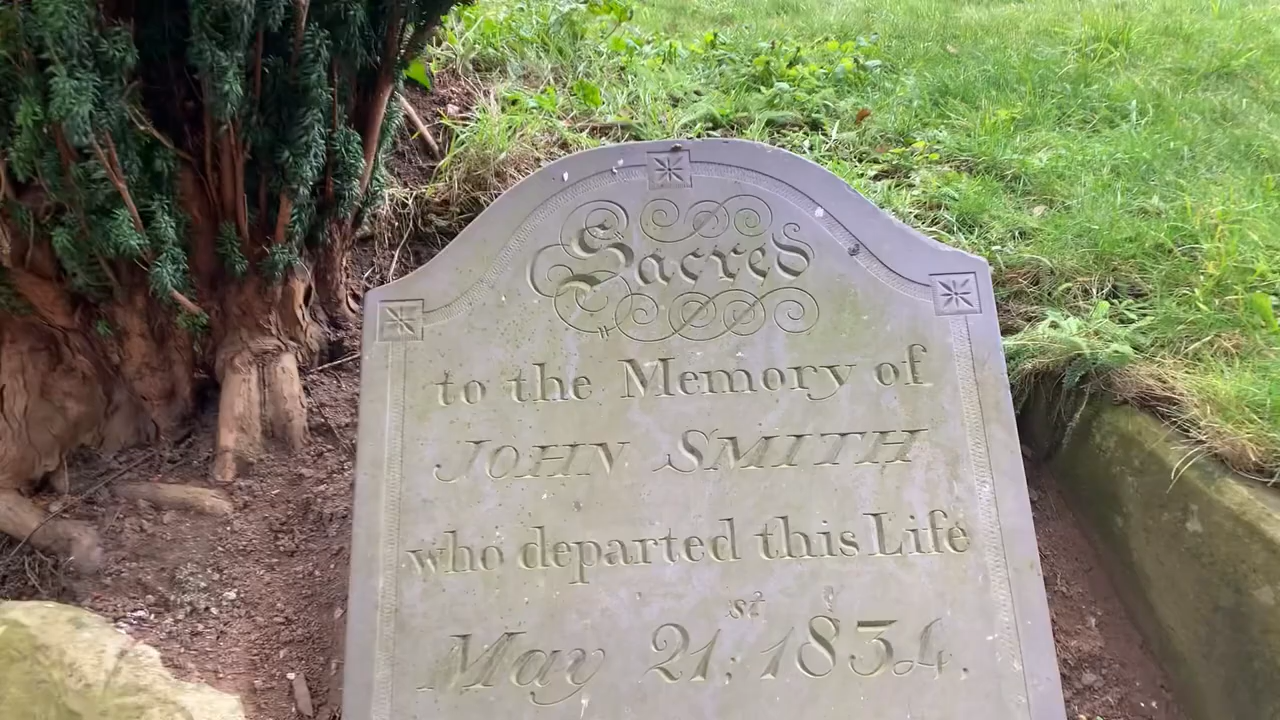 Sacred
to the Memory of
JOHN SMITH
who departed this Life
May 21st, 1834.